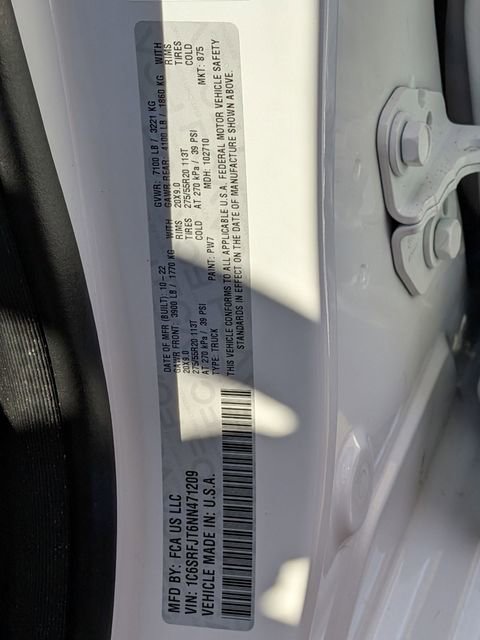 MFD BY: FCA US LLC
VIN: 1C6SRFJT6NN471209
VEHICLE MADE IN: U.S.A.
DATE OF MFR (BUILT): 10-22 GVWR: 7100 LB / 3221 KG
GAWR FRONT: 3900 LB / 1770 KG WITH GAWR REAR: 4100 LB / 1860 KG WITH
20X9.0 RIMS 20X9.0 RIMS
275/55R20 113T TIRES 275/55R20 113T TIRES
AT 270 kPa / 39 PSI COLD AT 270 kPa / 39 PSI COLD
TYPE: TRUCK PAINT: PW7 MDH: 102710 MKT: 875
THIS VEHICLE CONFORMS TO ALL APPLICABLE U.S.A. FEDERAL MOTOR VEHICLE SAFETY
STANDARDS IN EFFECT ON THE DATE OF MANUFACTURE SHOWN ABOVE.